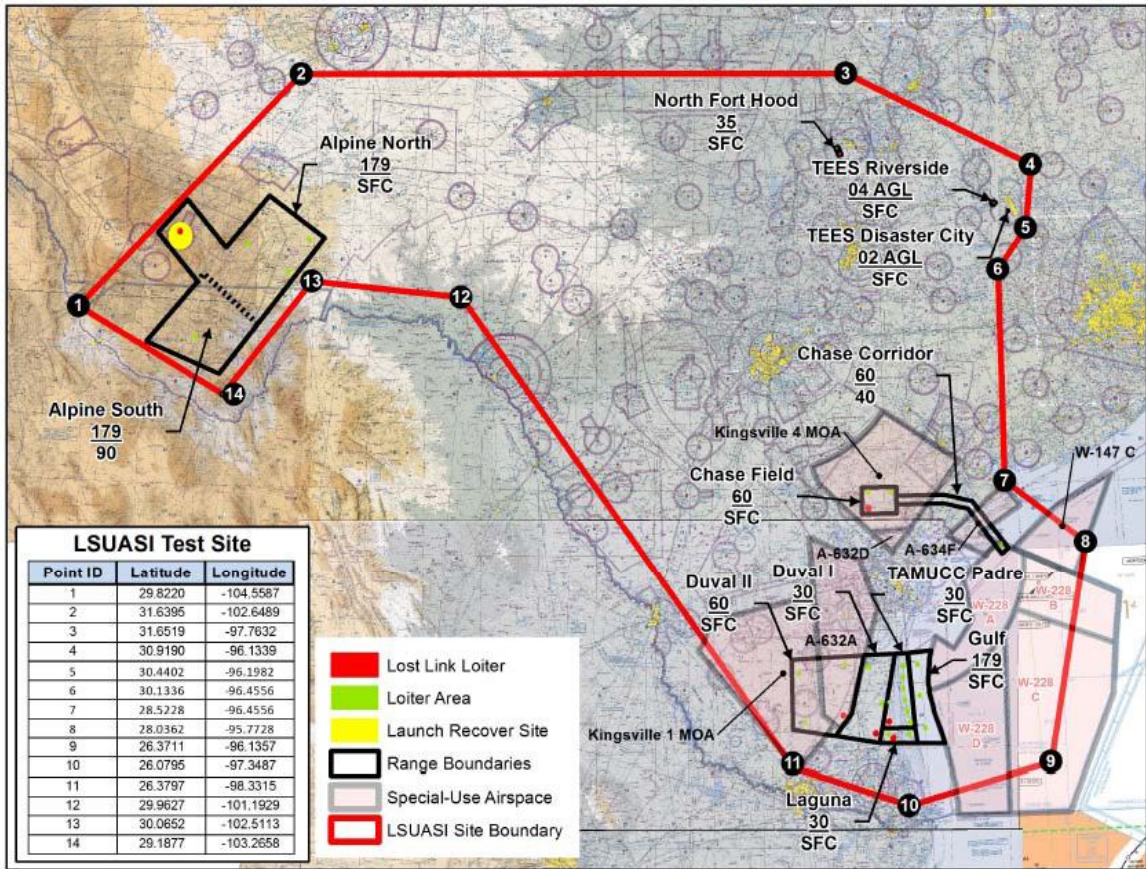 2
3
North Fort Hood
35
SFC
Alpine North
179
SFC
4
TEES Riverside
04 AGL
SFC
5
TEES Disaster City
02 AGL
SFC
6
13
12
1
14
Chase Corridor
60
40
Alpine South
179
90
Kingsville 4 MOA
W-147 C
Chase Field
60
SFC
7
8
A-632D
A-634F
TAMUCC Padre
30
SFC
Duval II
60
SFC
Duval I
30
SFC
A-632A
W-228
A
W-228
B
Gulf
179
SFC
W-228
C
W-228
D
Kingsville 1 MOA
11
9
10
Laguna
30
SFC
LSUASI Test Site
Point ID Latitude Longitude
1 29.8220 -104.5587
2 31.6395 -102.6489
3 31.6519 -97.7632
4 30.9190 -96.1339
5 30.4402 -96.1982
6 30.1336 -96.4556
7 28.5228 -96.4556
8 28.0362 -95.7728
9 26.3711 -96.1357
10 26.0795 -97.3487
11 26.3797 -98.3315
12 29.9627 -101.1929
13 30.0652 -102.5113
14 29.1877 -103.2658
Lost Link Loiter
Loiter Area
Launch Recover Site
Range Boundaries
Special-Use Airspace
LSUASI Site Boundary